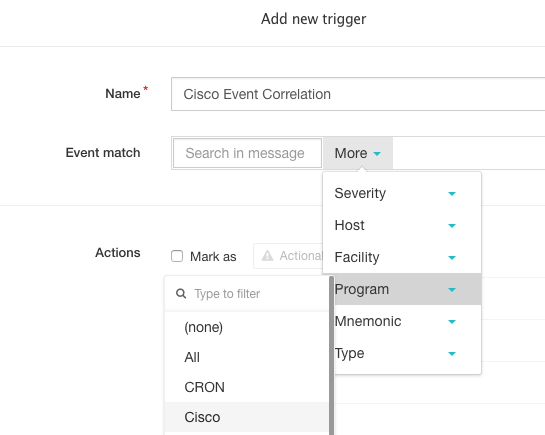 Add new trigger
Name *
Cisco Event Correlation
Event match
Search in message
More
Severity
Host
Facility
Program
Mnemonic
Type
Actions
Mark as
Type to filter
(none)
All
CRON
Cisco